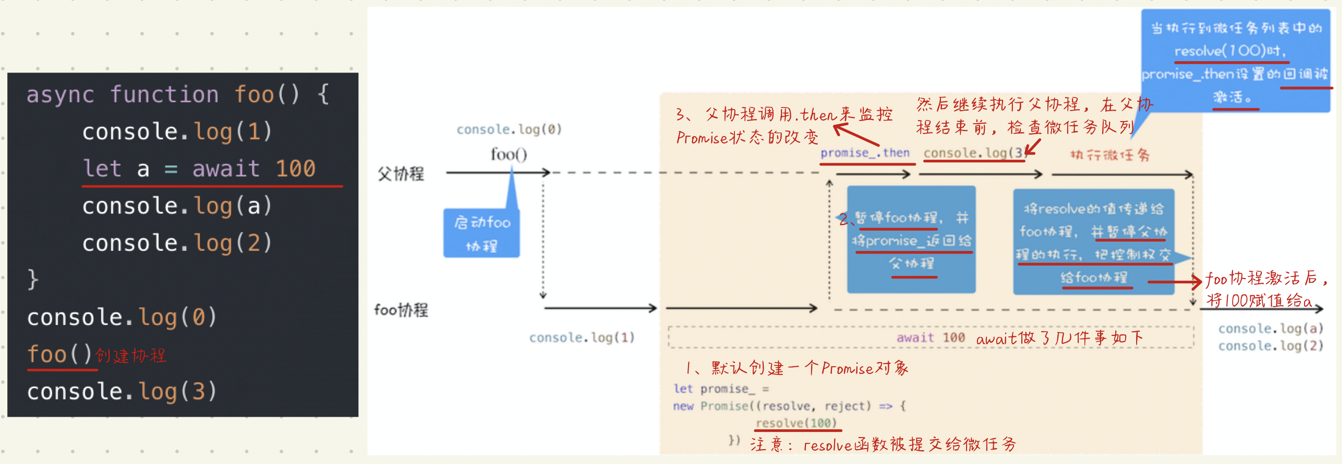 async function foo() {
console.log(1)
let a = await 100
console.log(a)
console.log(2)
}
console.log(0)
foo()创建协程
console.log(3)
当执行到微任务列表中的
resolve(100)时,
promise_.then设置的回调被
激活。
3、父协程调用.then来监控
Promise状态的改变
然后继续执行父协程，在父协
程结束前，检查微任务队列
console.log(0)
foo()
promise_.then
console.log(3)
执行微任务
父协程
启动foo
协程
2、暂停foo协程，并
将promise_返回给
父协程
将resolve的值传递给
foo协程，并暂停父协
程的执行，把控制权交
给foo协程
foo协程激活后，
将100赋值给a
foo协程
console.log(1)
await 100 await做了几件事如下
console.log(a)
console.log(2)
1、默认创建一个Promise对象
let promise_ =
new Promise((resolve, reject) => {
resolve(100)
})
注意：resolve函数被提交给微任务